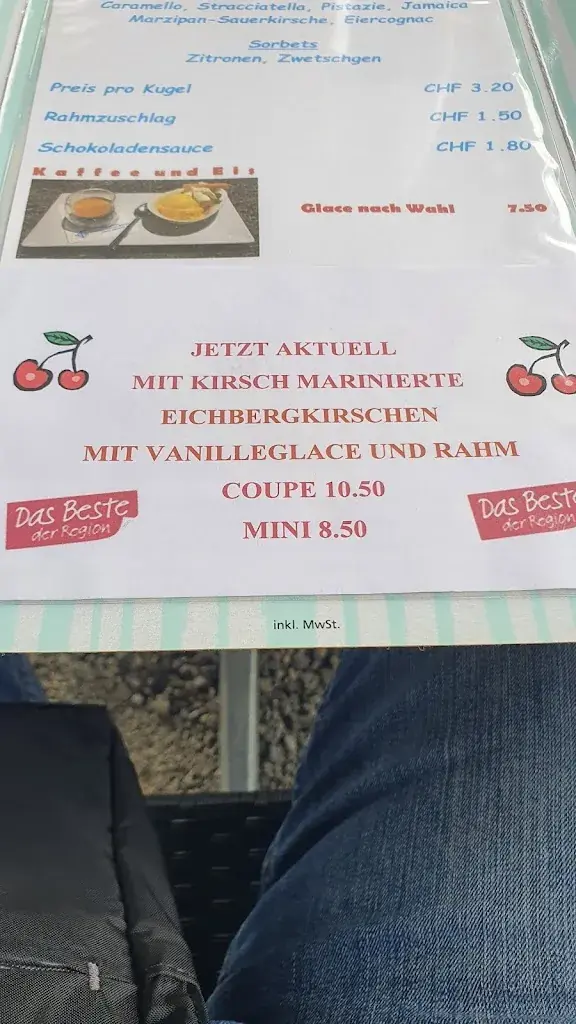 Caramello, Stracciatella, Pistazie, Jamaica
Marzipan-Sauerkirsche, Eiercognac
Sorbets
Zitronen, Zwetschgen
Preis pro Kugel CHF 3.20
Rahmzuschlag CHF 1.50
Schokoladensauce CHF 1.80
Kaffee und Eis
Glace nach Wahl 7.50
JETZT AKTUELL
MIT KIRSCH MARINIERTE
EICHBERGKIRSCHEN
MIT VANILLEGLACE UND RAHM
COUPE 10.50
MINI 8.50
Das Beste
der Region
Das Beste
der Region
inkl. MwSt.